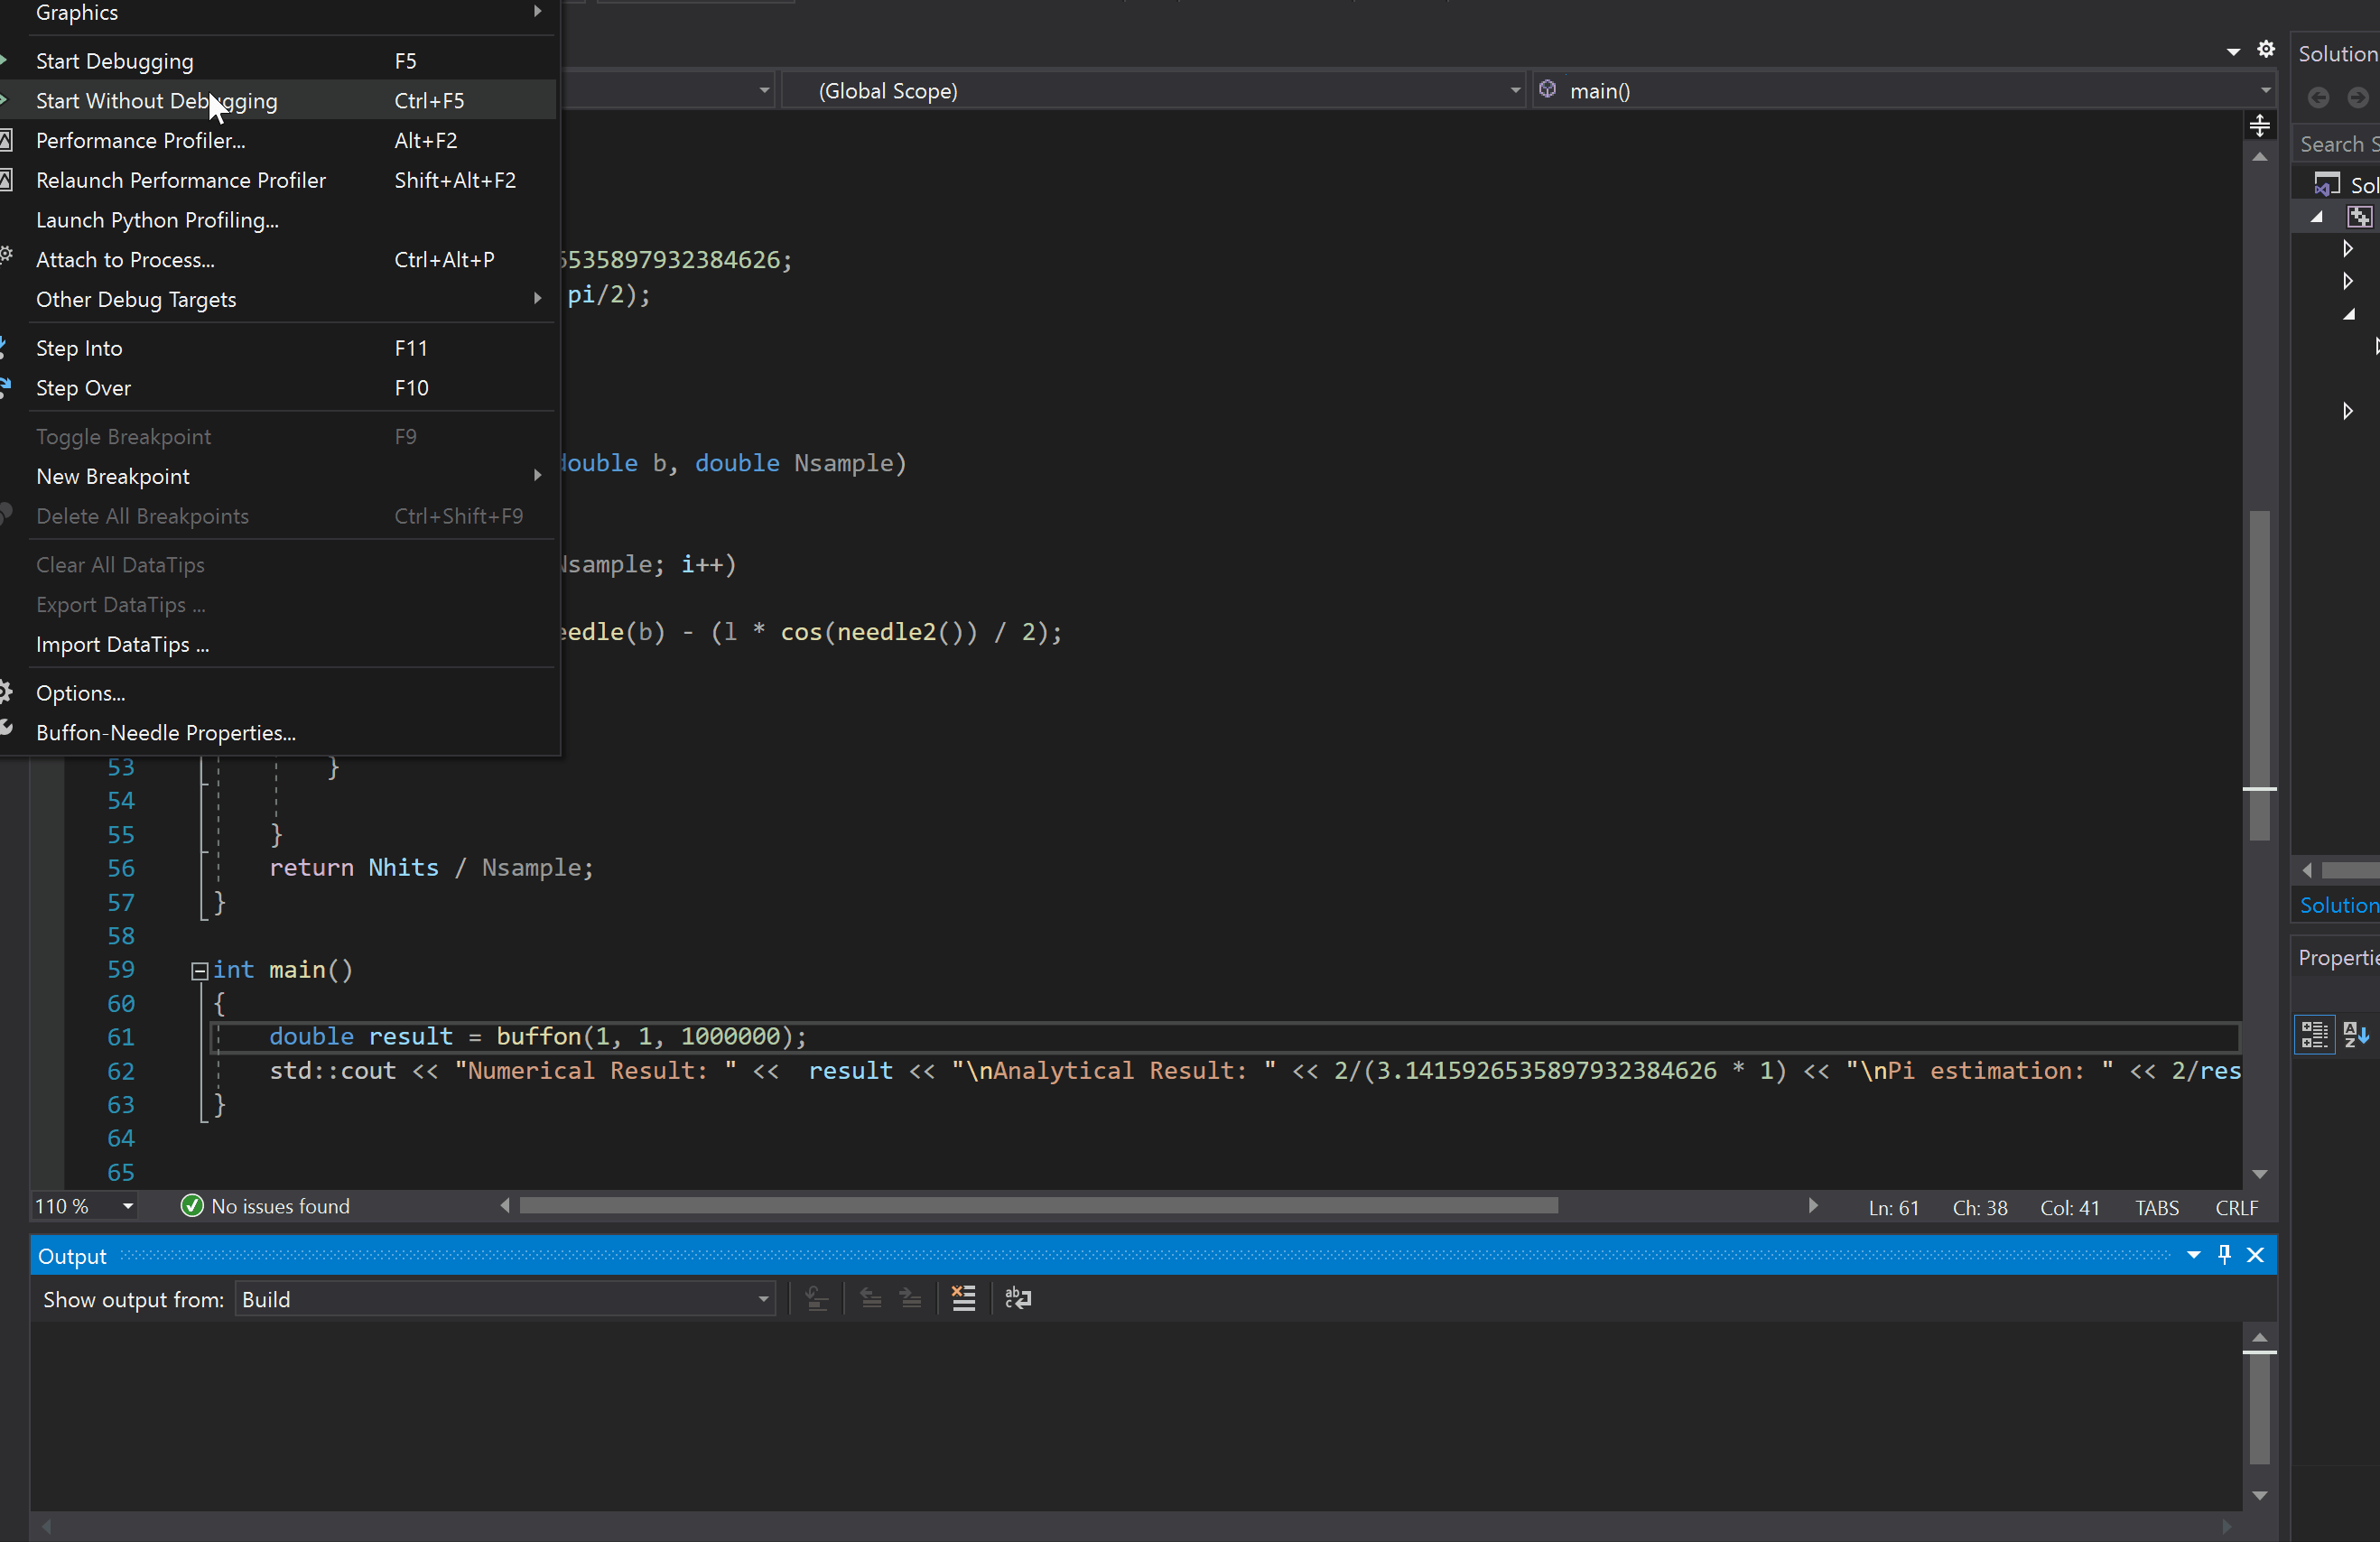 Graphics
Start Debugging F5
Start Without Debugging Ctrl+F5
Performance Profiler... Alt+F2
Relaunch Performance Profiler Shift+Alt+F2
Launch Python Profiling...
Attach to Process... Ctrl+Alt+P
Other Debug Targets
Step Into F11
Step Over F10
Toggle Breakpoint F9
New Breakpoint
Delete All Breakpoints Ctrl+Shift+F9
Clear All DataTips
Export DataTips ...
Import DataTips ...
Options...
Buffon-Needle Properties...
(Global Scope) main()
5535897932384626;
pi/2);
double b, double Nsample)
Nsample; i++)
eedle(b) - (l * cos(needle2()) / 2);
53 }
54
55 }
56 return Nhits / Nsample;
57 }
58
59 int main()
60 {
61 double result = buffon(1, 1, 1000000);
62 std::cout << "Numerical Result: " << result << "\nAnalytical Result: " << 2/(3.1415926535897932384626 * 1) << "\nPi estimation: " << 2/res
63 }
64
65
110 % No issues found Ln: 61 Ch: 38 Col: 41 TABS CRLF
Output
Show output from: Build
Solution
Search S
Sol
Solution
Propertie